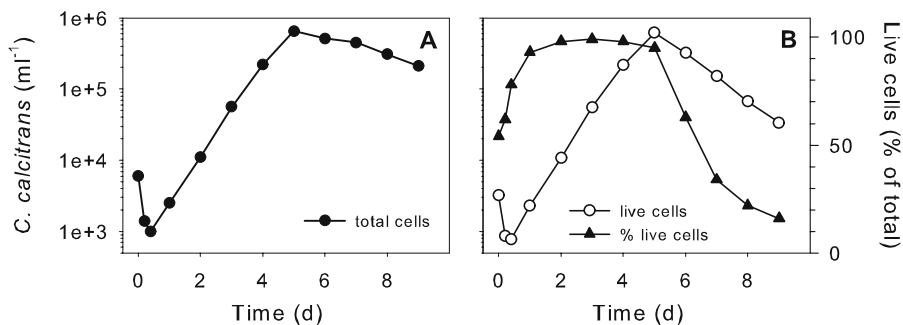 1e+6
1e+5
1e+4
1e+3
C. calcitrans (ml⁻¹)
A
total cells
0 2 4 6 8
Time (d)
B
live cells
% live cells
0 2 4 6 8
Time (d)
100
50
0
Live cells (% of total)